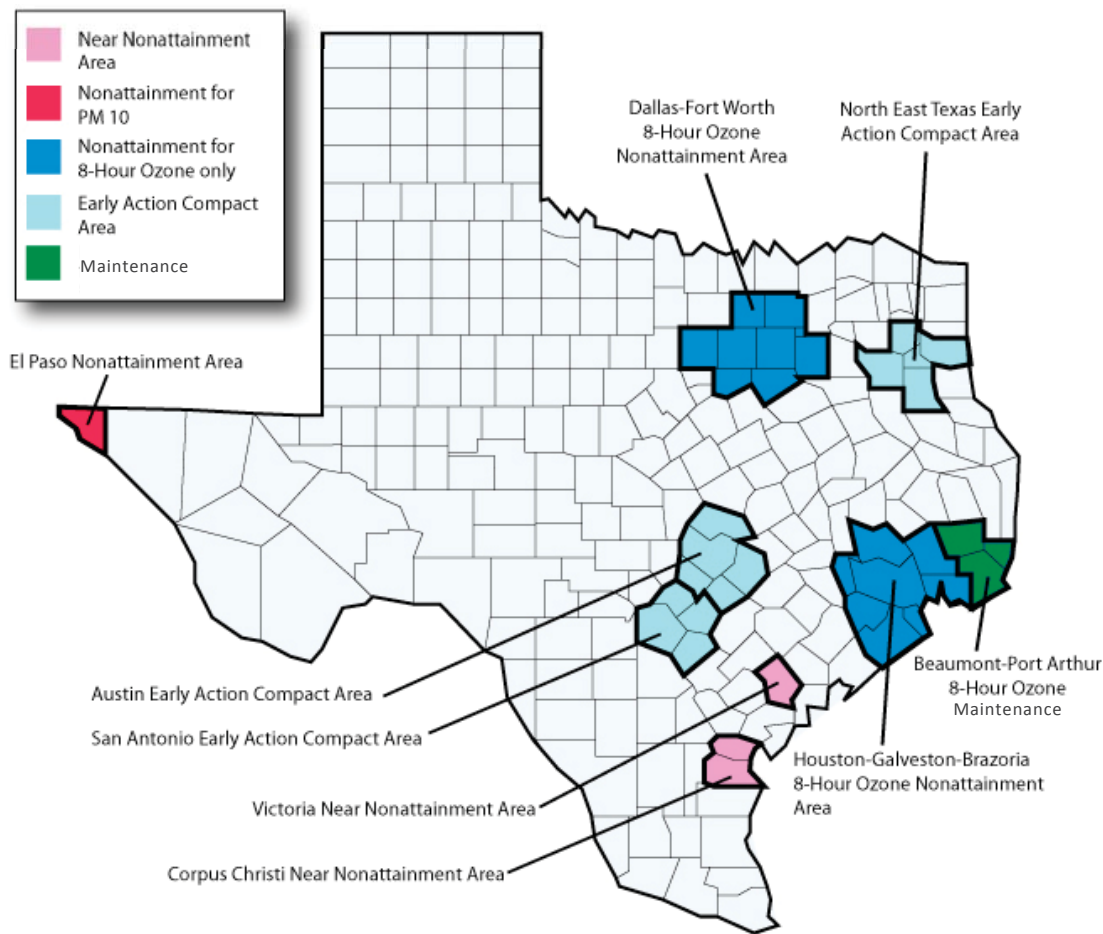 Near Nonattainment
Area
Nonattainment for
PM 10
Nonattainment for
8-Hour Ozone only
Early Action Compact
Area
Maintenance
Dallas-Fort Worth
8-Hour Ozone
Nonattainment Area
North East Texas Early
Action Compact Area
El Paso Nonattainment Area
Austin Early Action Compact Area
San Antonio Early Action Compact Area
Victoria Near Nonattainment Area
Corpus Christi Near Nonattainment Area
Beaumont-Port Arthur
8-Hour Ozone
Maintenance
Houston-Galveston-Brazoria
8-Hour Ozone Nonattainment
Area